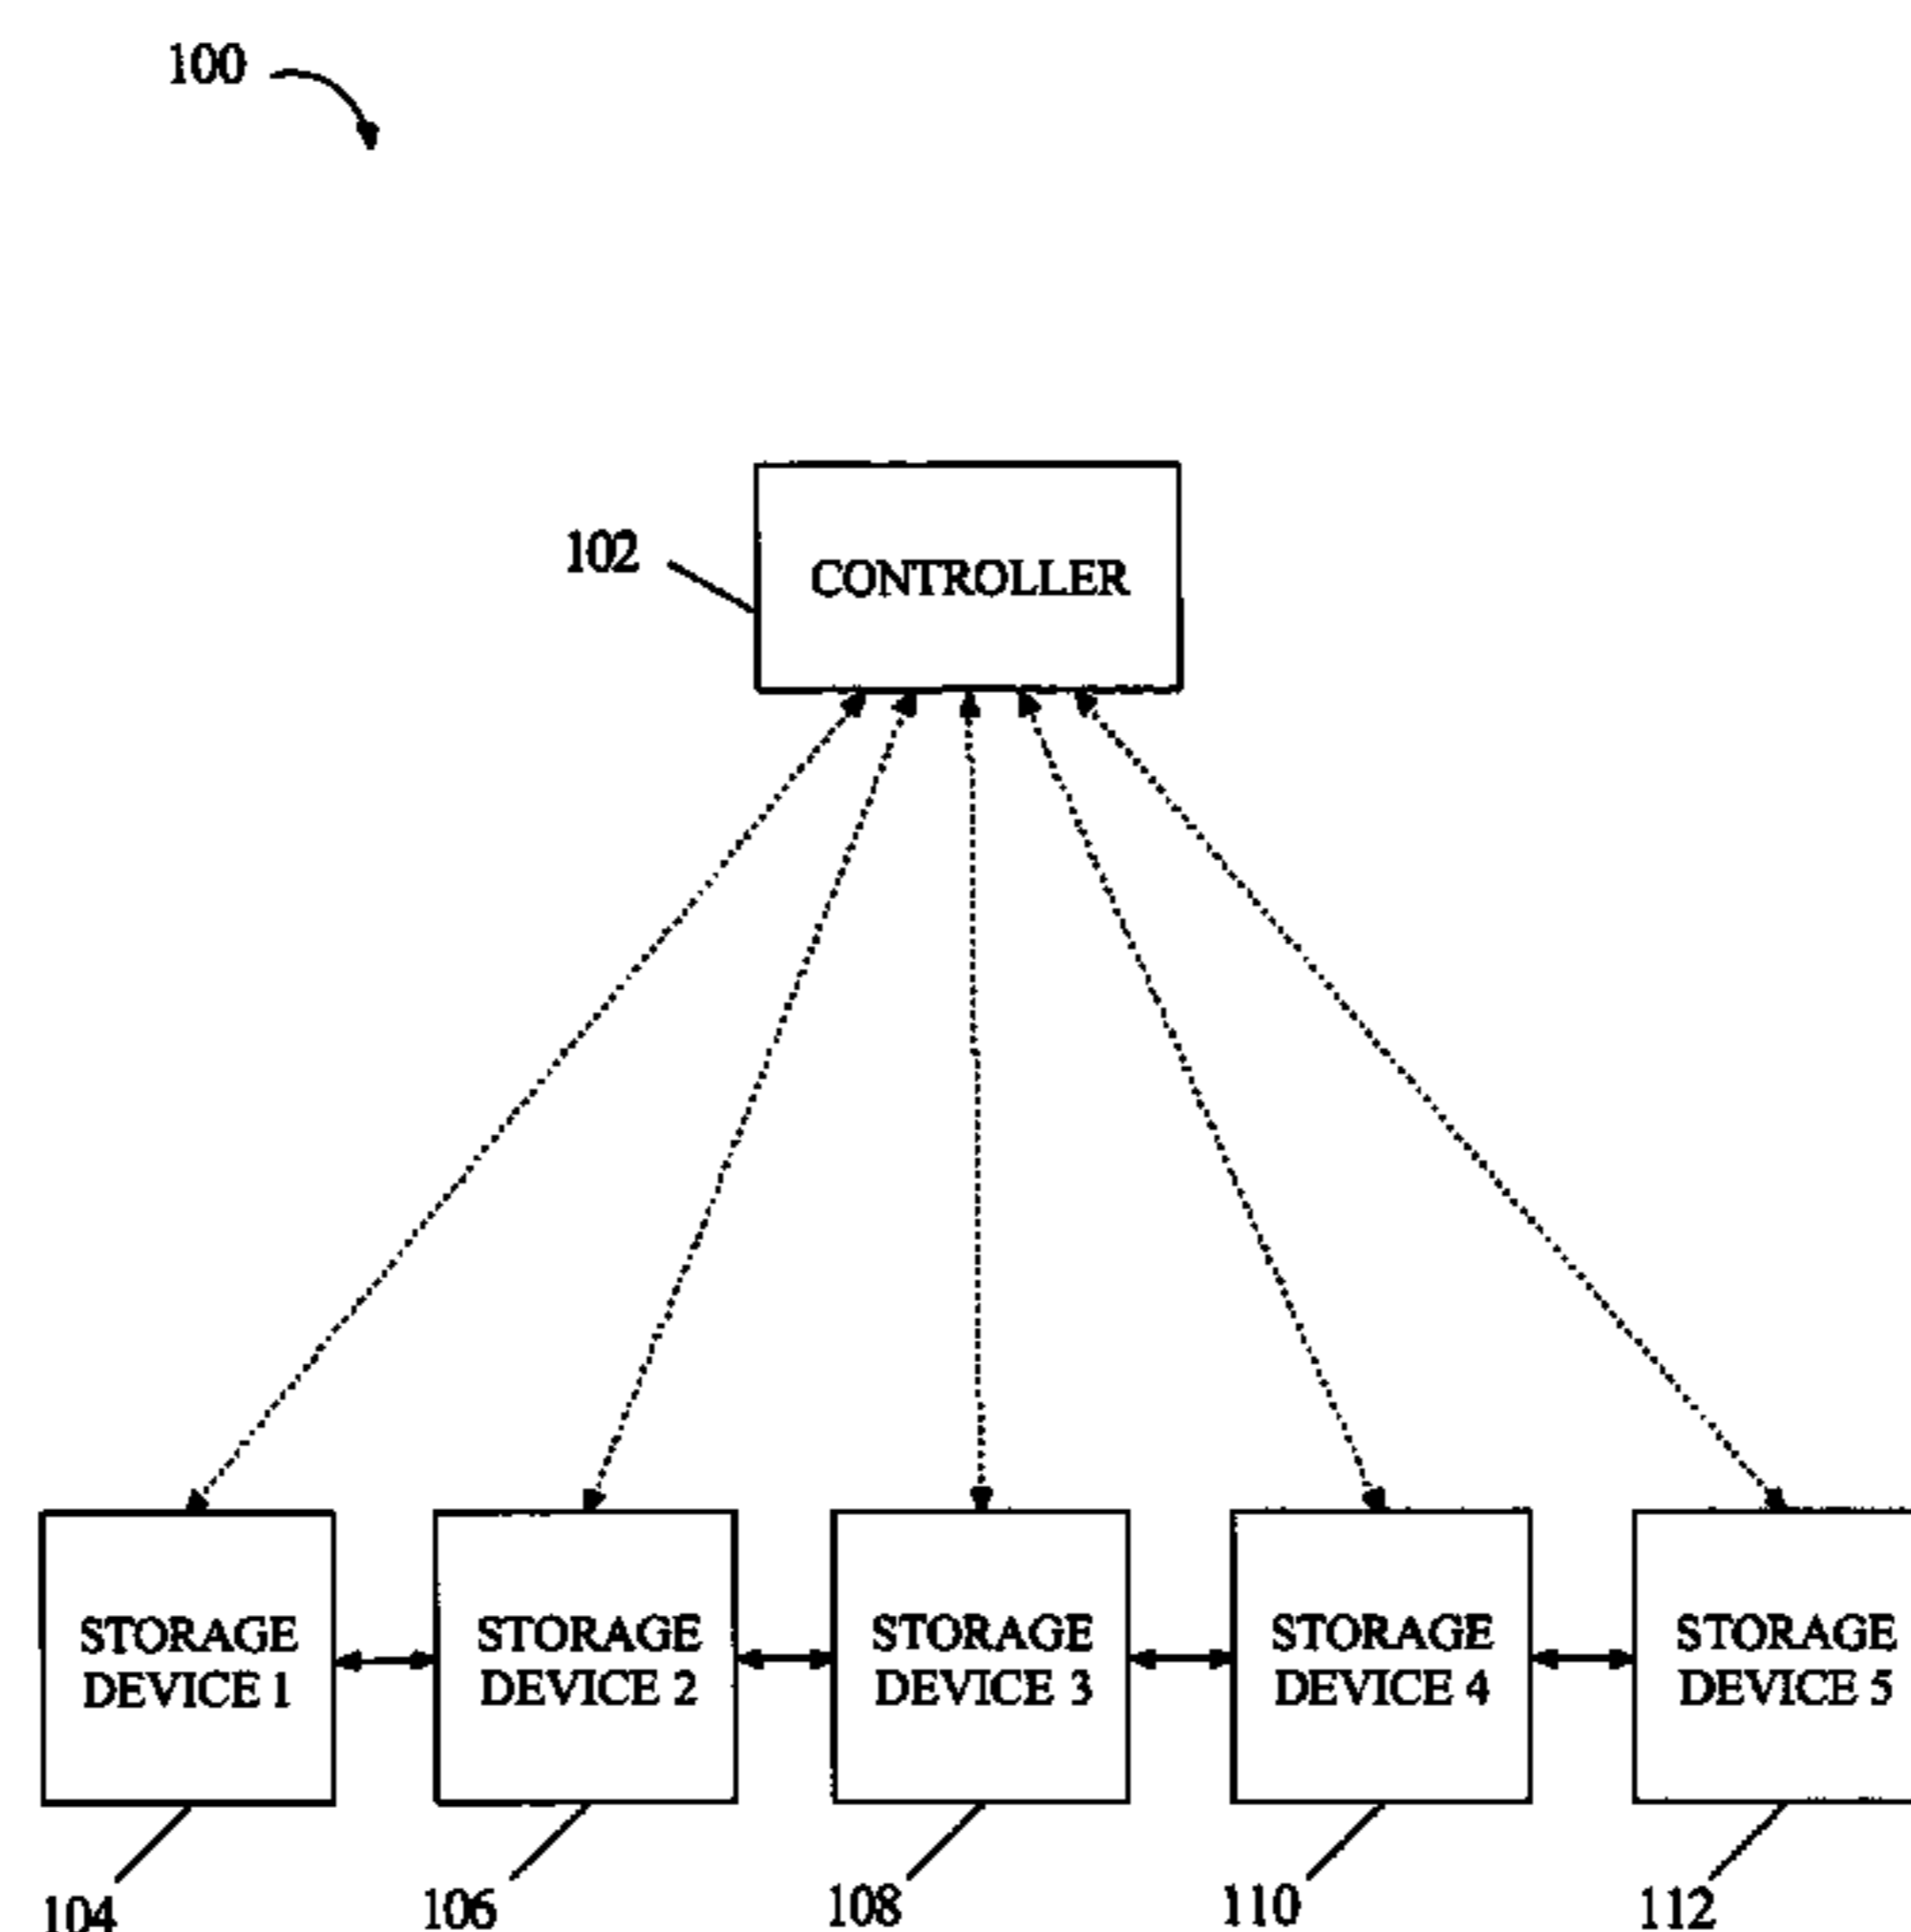 100
102
CONTROLLER
STORAGE
DEVICE 1
STORAGE
DEVICE 2
STORAGE
DEVICE 3
STORAGE
DEVICE 4
STORAGE
DEVICE 5
104
106
108
110
112